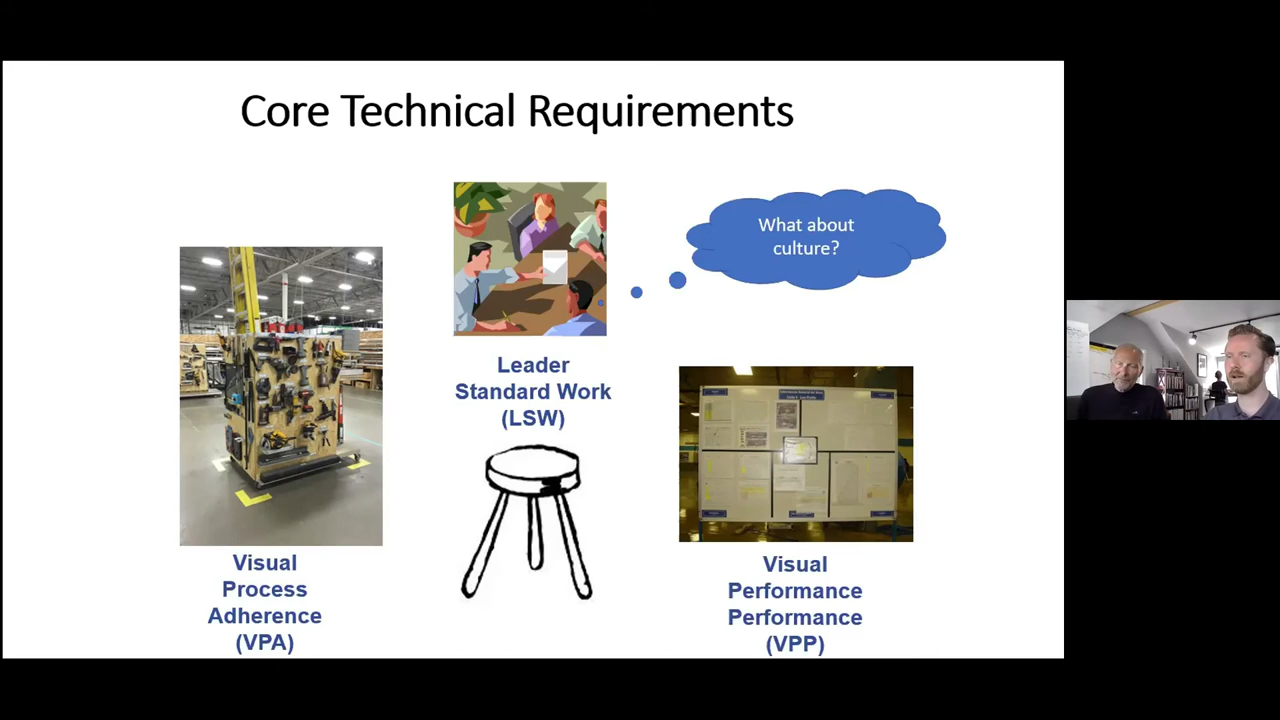 Core Technical Requirements
What about
culture?
Leader
Standard Work
(LSW)
Visual
Process
Adherence
(VPA)
Visual
Performance
Performance
(VPP)